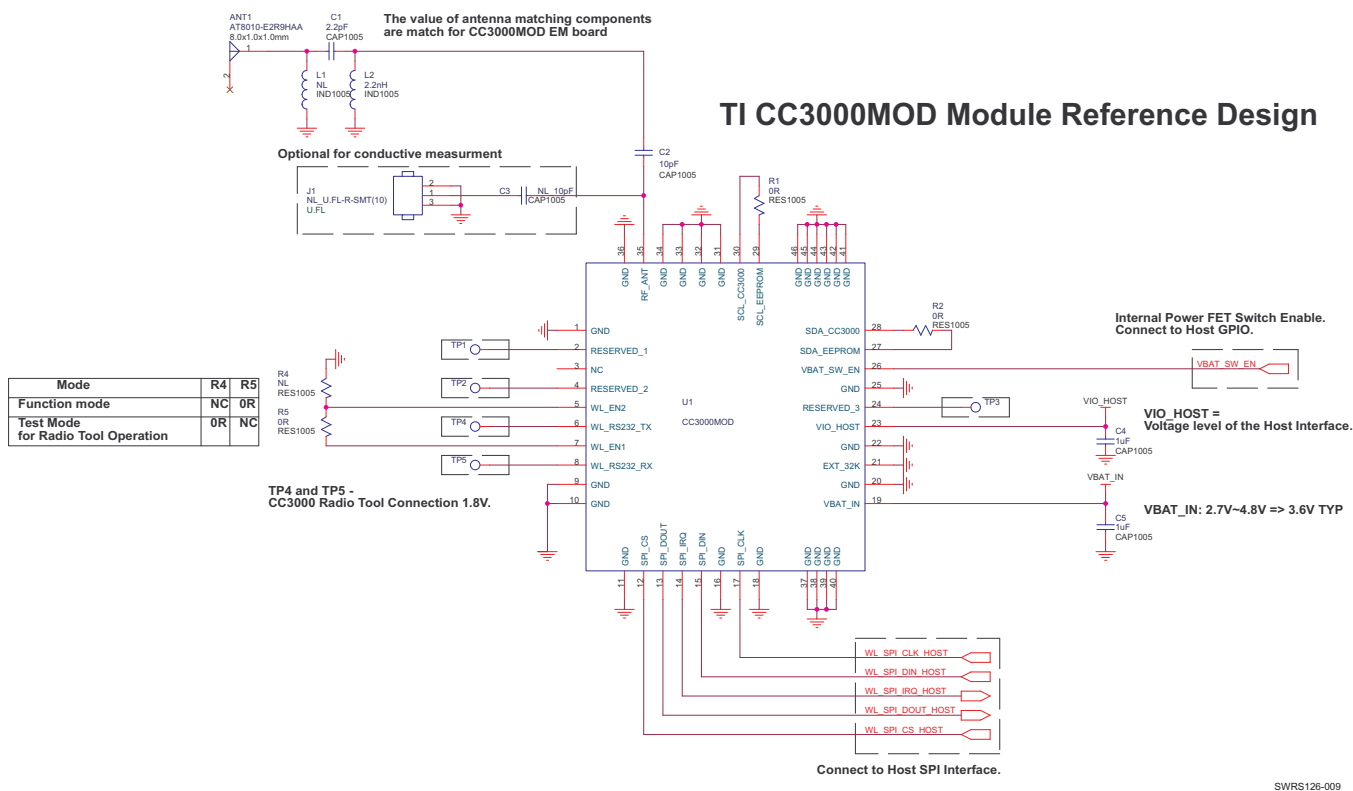 ANT1
AT8010-E2R9HAA
8.0x1.0x1.0mm
1
2
C1
2.2pF
CAP1005
The value of antenna matching components
are match for CC3000MOD EM board
L1
NL
IND1005
L2
2.2nH
IND1005
TI CC3000MOD Module Reference Design
Optional for conductive measurment
J1
NL_U.FL-R-SMT(10)
U.FL
2
1
3
C3
NL_10pF
CAP1005
C2
10pF
CAP1005
R1
0R
RES1005
36
35
34
33
32
31
30
29
46
45
44
43
42
41
GND
RF_ANT
GND
GND
GND
GND
SCL_CC3000
SCL_EEPROM
GND
GND
GND
GND
GND
GND
1
GND
TP1
2
RESERVED_1
3
NC
TP2
4
RESERVED_2
5
WL_EN2
TP4
6
WL_RS232_TX
7
WL_EN1
TP5
8
WL_RS232_RX
9
GND
10
GND
R4
NL
RES1005
R5
0R
RES1005
Mode R4 R5
Function mode NC 0R
Test Mode
for Radio Tool Operation 0R NC
TP4 and TP5 -
CC3000 Radio Tool Connection 1.8V.
U1
CC3000MOD
SDA_CC3000
28
R2
0R
RES1005
SDA_EEPROM
27
VBAT_SW_EN
26
GND
25
RESERVED_3
24
TP3
VIO_HOST
23
GND
22
EXT_32K
21
GND
20
VBAT_IN
19
Internal Power FET Switch Enable.
Connect to Host GPIO.
VBAT_SW_EN
VIO_HOST
C4
1uF
CAP1005
VIO_HOST =
Voltage level of the Host Interface.
VBAT_IN
C5
1uF
CAP1005
VBAT_IN: 2.7V~4.8V => 3.6V TYP
GND
SPI_CS
SPI_DOUT
SPI_IRQ
SPI_DIN
GND
SPI_CLK
GND
GND
GND
GND
GND
11
12
13
14
15
16
17
18
37
38
39
40
WL_SPI_CLK_HOST
WL_SPI_DIN_HOST
WL_SPI_IRQ_HOST
WL_SPI_DOUT_HOST
WL_SPI_CS_HOST
Connect to Host SPI Interface.
SWRS126-009